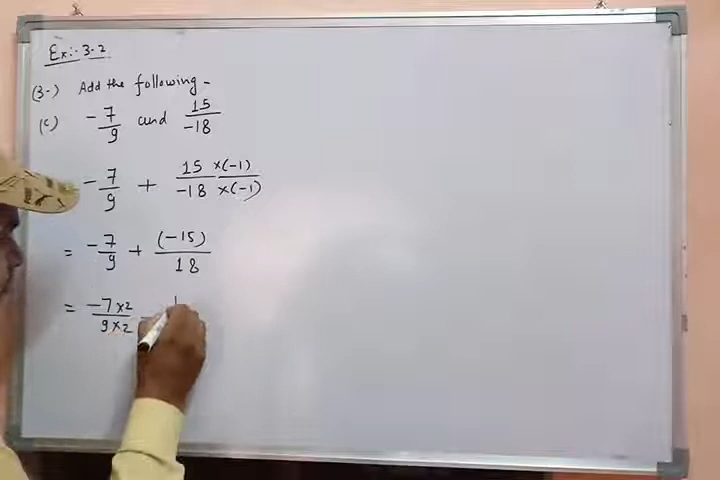 Ex:- 3.2
(3-) Add the following -
(c) -7/9 and 15/-18
-7/9 + 15/-18 ×(-1)/×(-1)
= -7/9 + (-15)/18
= -7×2/9×2 -